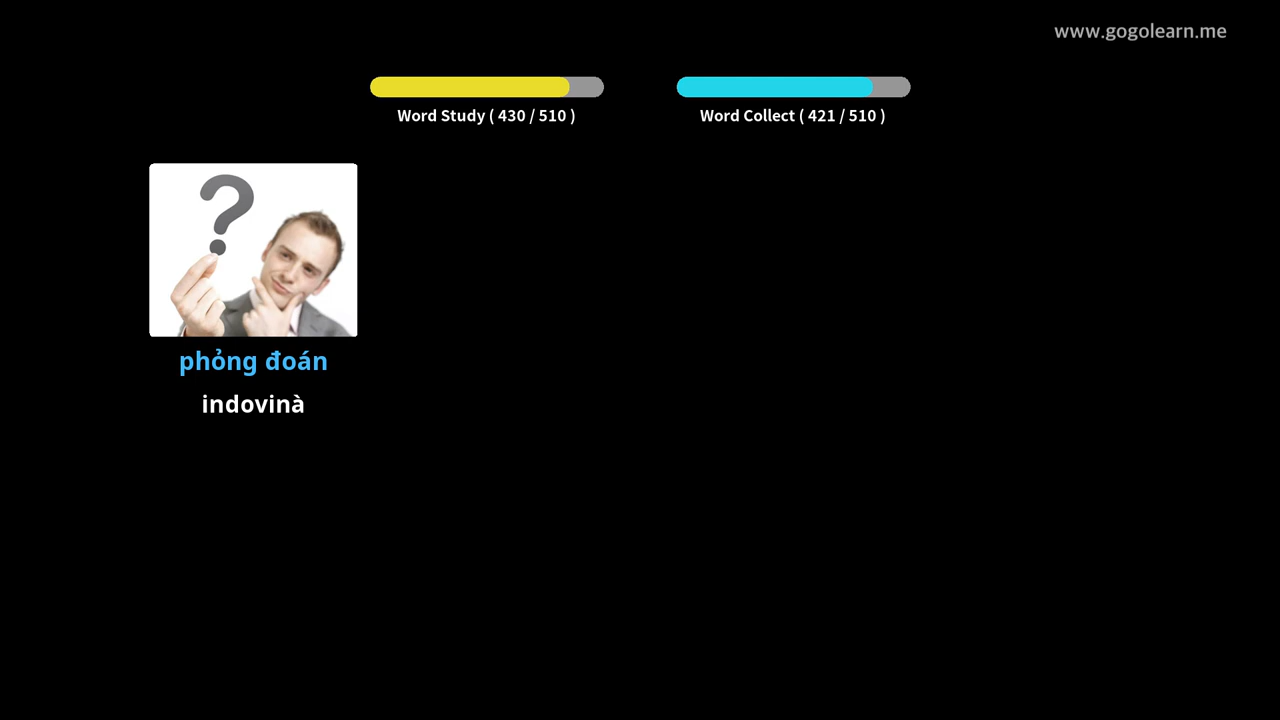 www.gogolearn.me
Word Study ( 430 / 510 )
Word Collect ( 421 / 510 )
phỏng đoán
indovinà